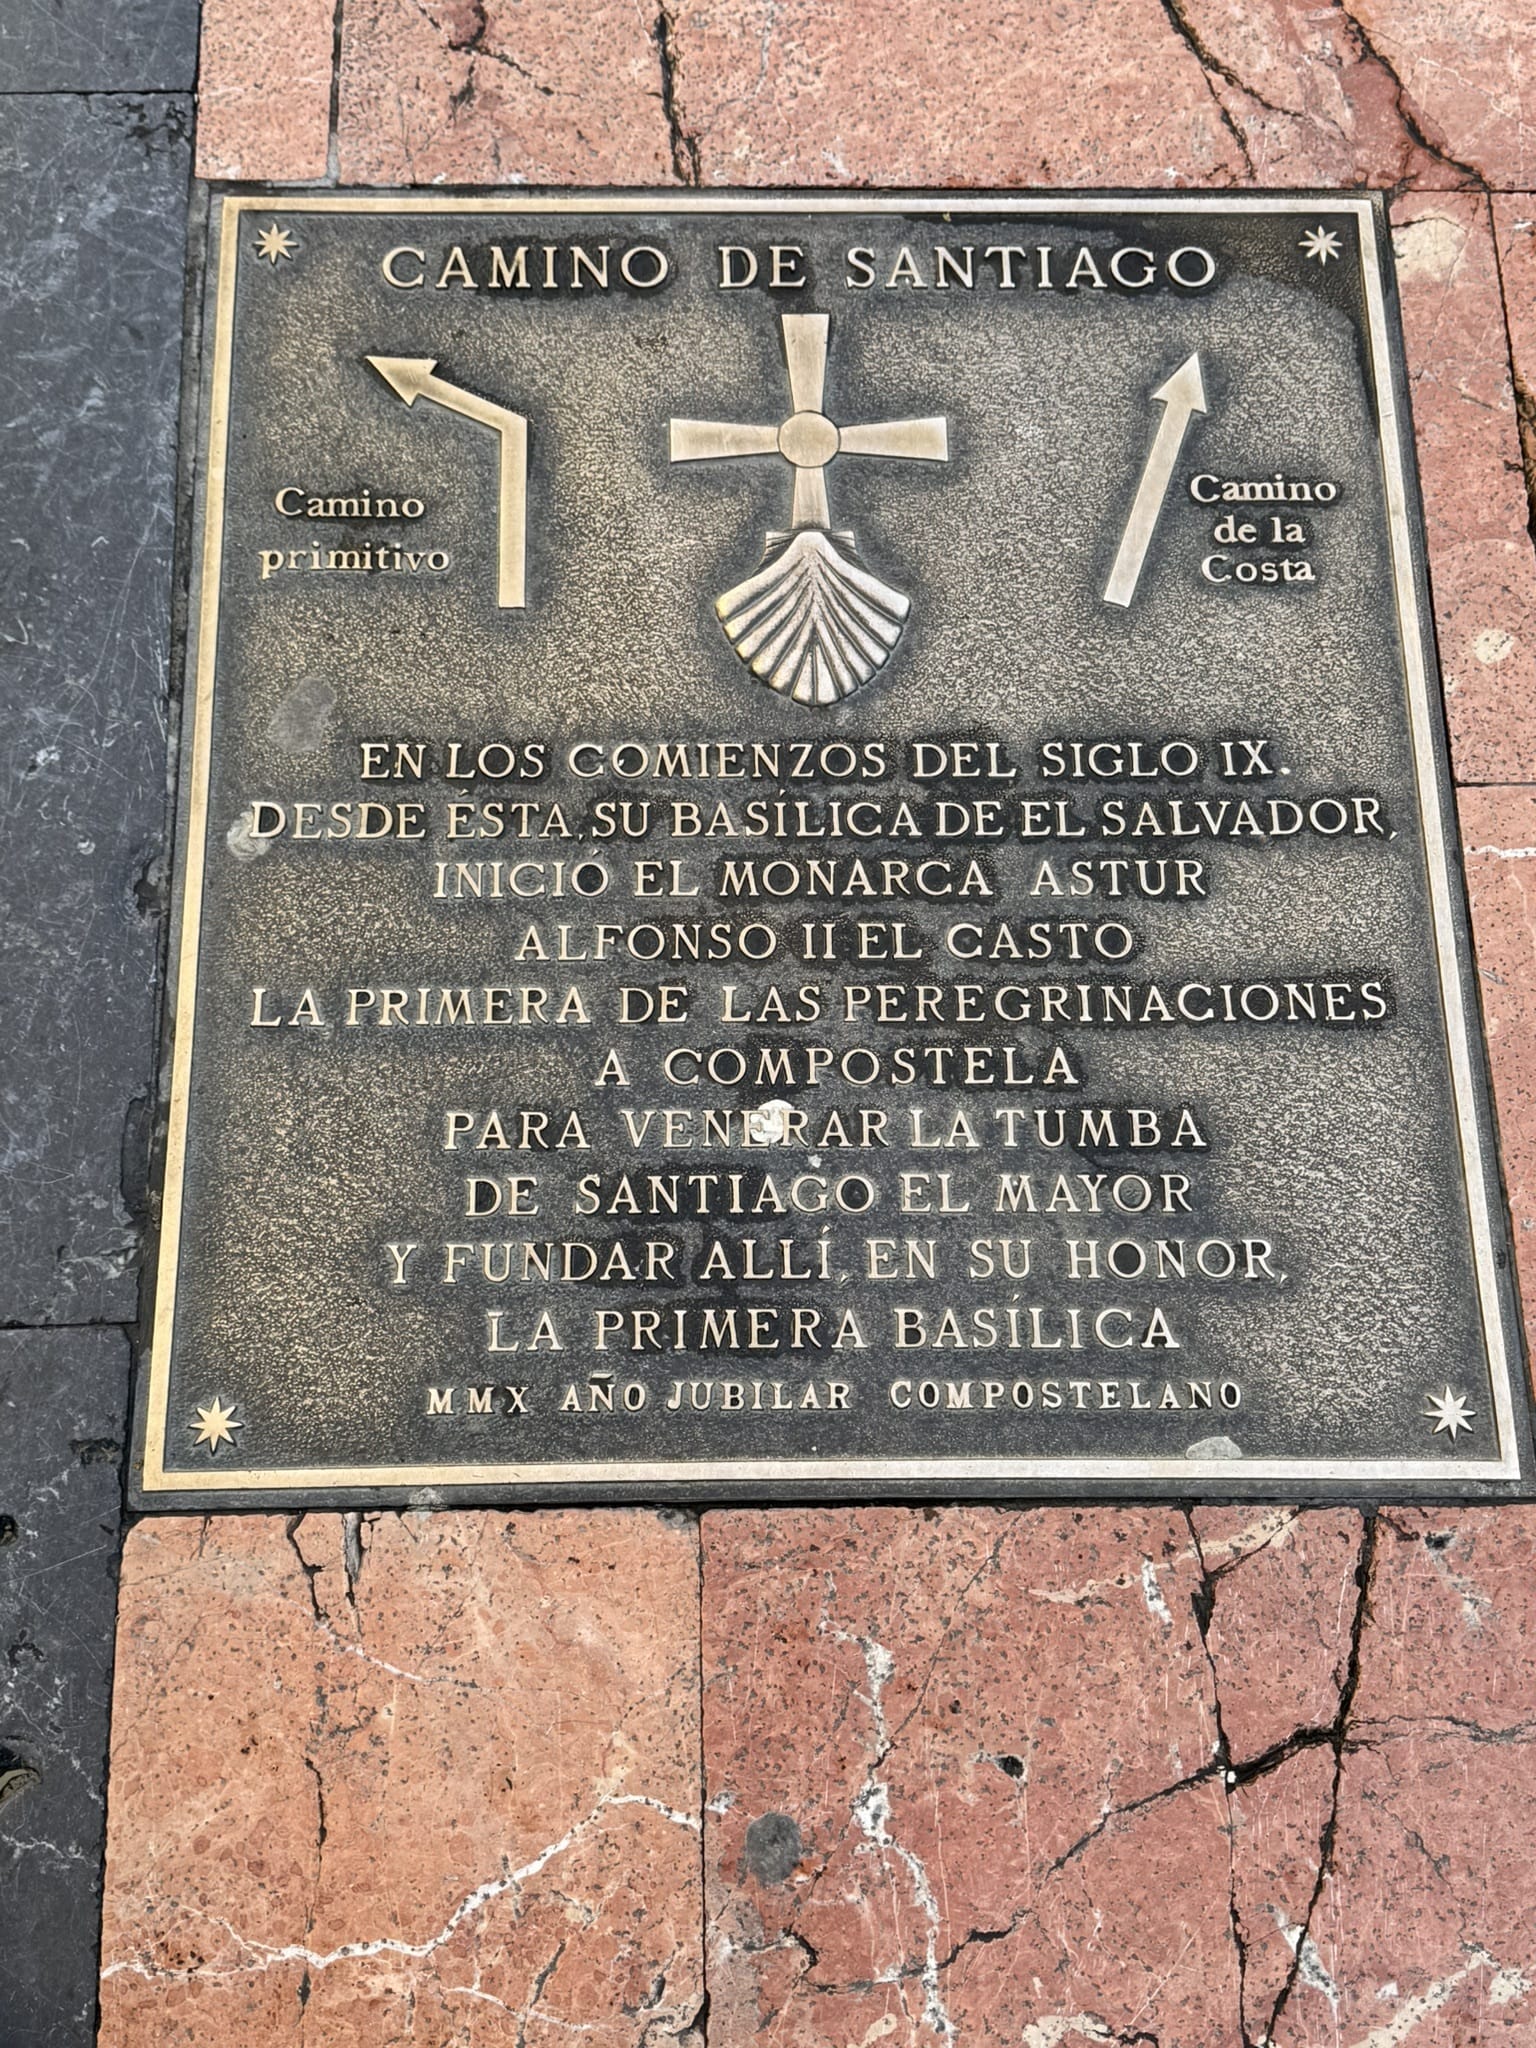 CAMINO DE SANTIAGO
Camino
primitivo
Camino
de la
Costa
EN LOS COMIENZOS DEL SIGLO IX.
DESDE ÉSTA, SU BASÍLICA DE EL SALVADOR,
INICIÓ EL MONARCA ASTUR
ALFONSO II EL CASTO
LA PRIMERA DE LAS PEREGRINACIONES
A COMPOSTELA
PARA VENERAR LA TUMBA
DE SANTIAGO EL MAYOR
Y FUNDAR ALLÍ, EN SU HONOR,
LA PRIMERA BASÍLICA
MMX AÑO JUBILAR COMPOSTELANO